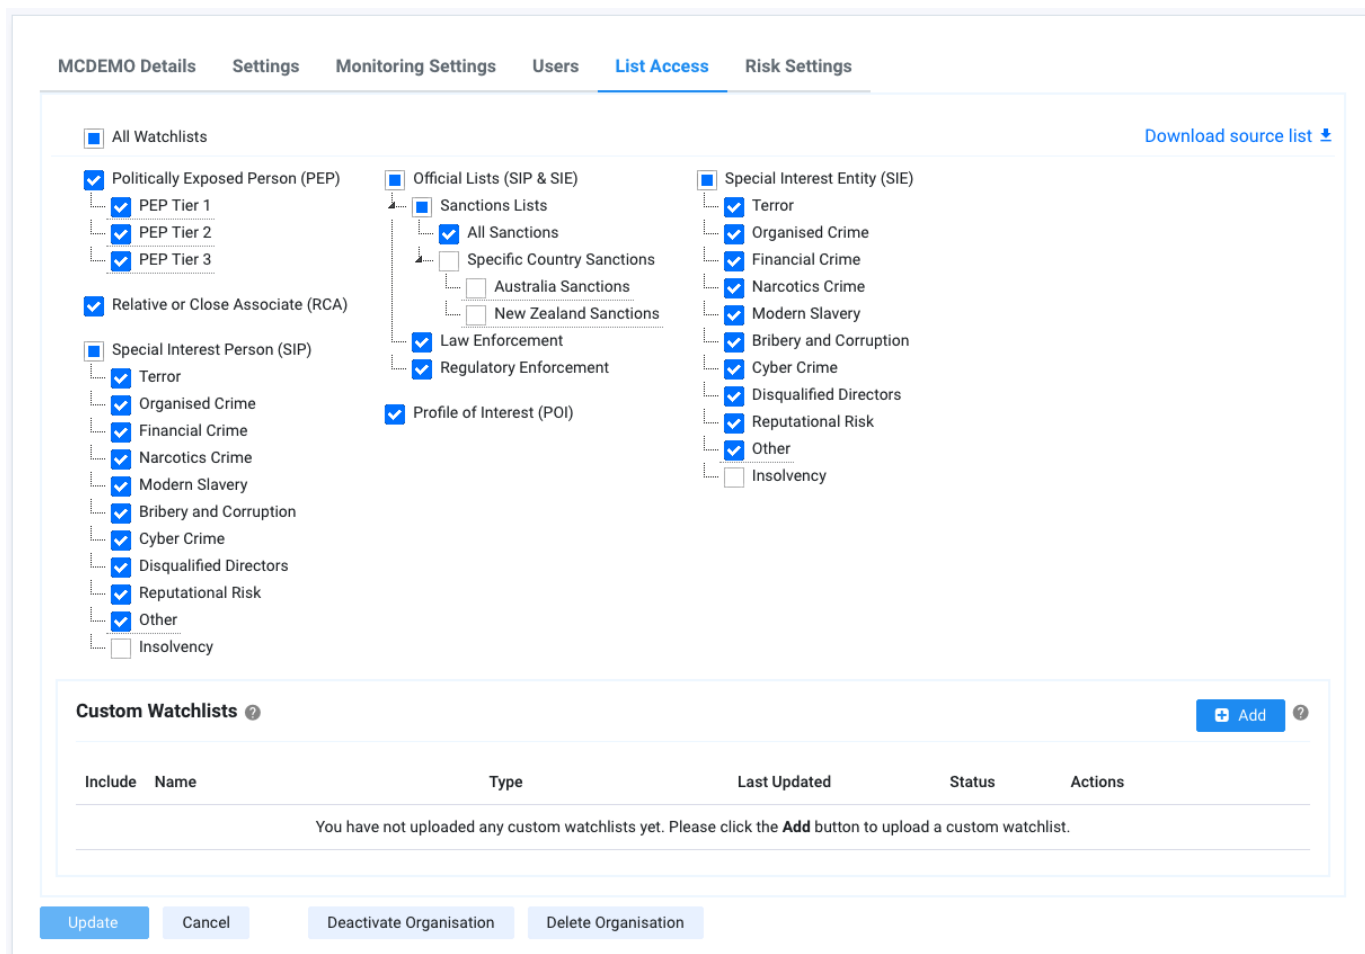 MCDEMO Details Settings Monitoring Settings Users List Access Risk Settings
All Watchlists
Download source list
Politically Exposed Person (PEP)
PEP Tier 1
PEP Tier 2
PEP Tier 3
Relative or Close Associate (RCA)
Special Interest Person (SIP)
Terror
Organised Crime
Financial Crime
Narcotics Crime
Modern Slavery
Bribery and Corruption
Cyber Crime
Disqualified Directors
Reputational Risk
Other
Insolvency
Official Lists (SIP & SIE)
Sanctions Lists
All Sanctions
Specific Country Sanctions
Australia Sanctions
New Zealand Sanctions
Law Enforcement
Regulatory Enforcement
Profile of Interest (POI)
Special Interest Entity (SIE)
Terror
Organised Crime
Financial Crime
Narcotics Crime
Modern Slavery
Bribery and Corruption
Cyber Crime
Disqualified Directors
Reputational Risk
Other
Insolvency
Custom Watchlists ?
Add ?
Include Name Type Last Updated Status Actions
You have not uploaded any custom watchlists yet. Please click the Add button to upload a custom watchlist.
Update Cancel Deactivate Organisation Delete Organisation